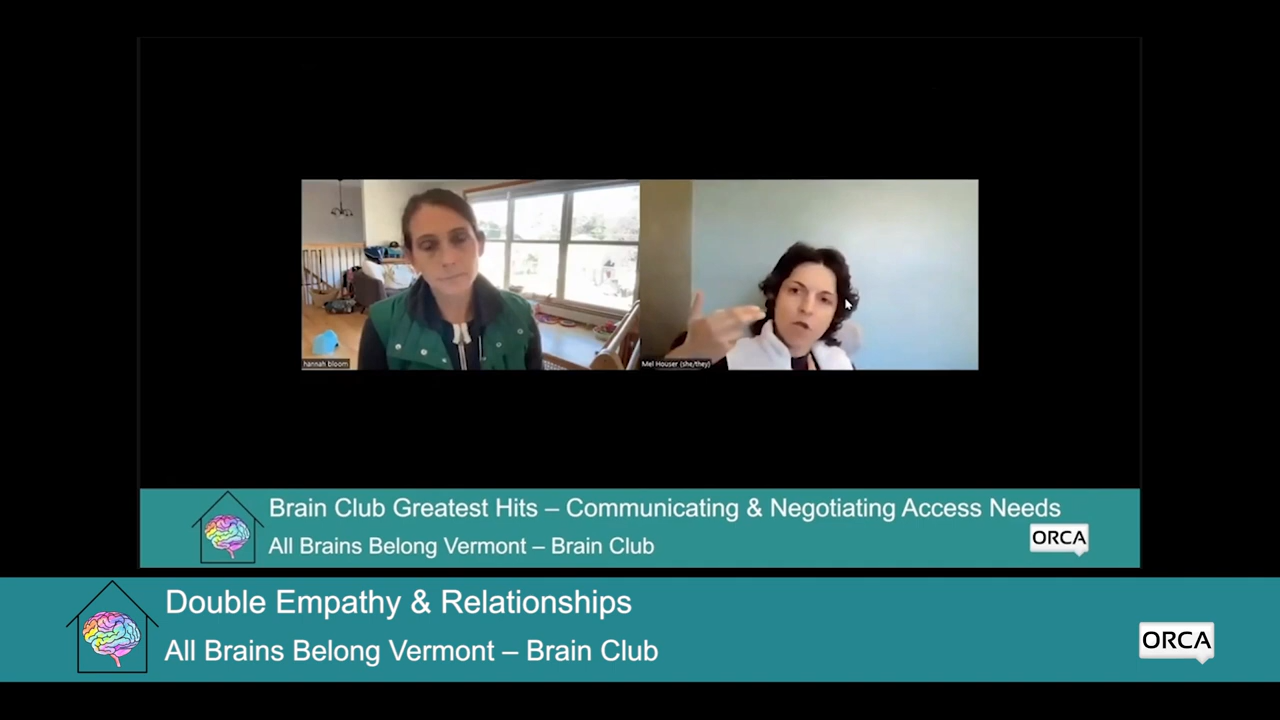 hannah bloom
Mel Houser (she/they)
Brain Club Greatest Hits – Communicating & Negotiating Access Needs
All Brains Belong Vermont – Brain Club
ORCA
Double Empathy & Relationships
All Brains Belong Vermont – Brain Club
ORCA